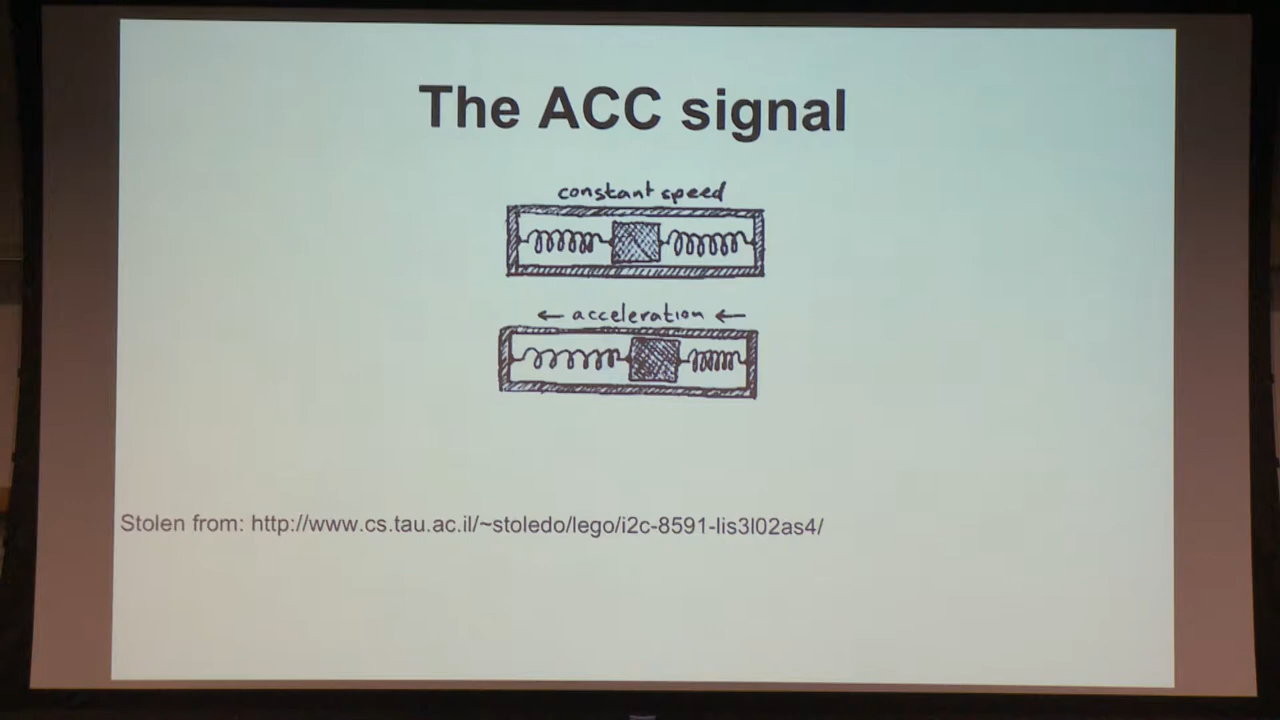 The ACC signal
constant speed
← acceleration ←
Stolen from: http://www.cs.tau.ac.il/~stoledo/lego/i2c-8591-lis3l02as4/